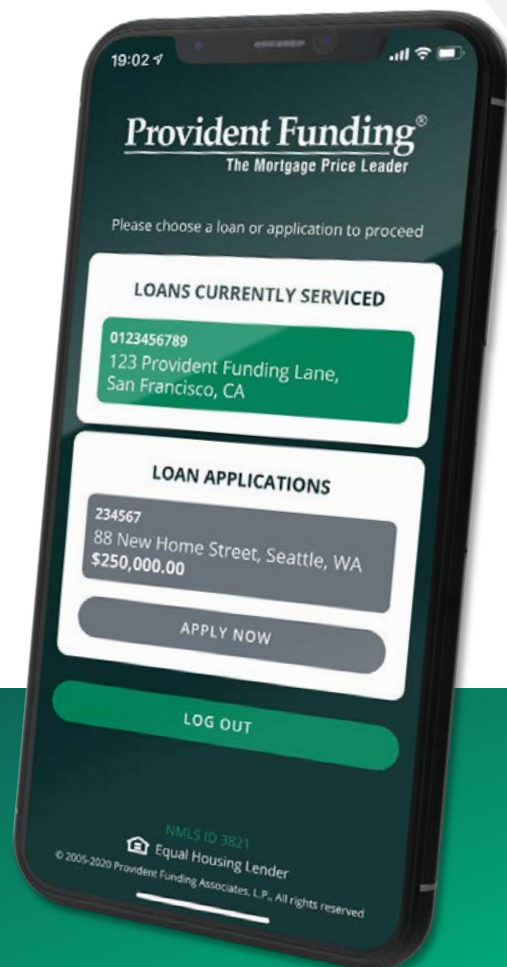 19:02
Provident Funding®
The Mortgage Price Leader
Please choose a loan or application to proceed
LOANS CURRENTLY SERVICED
0123456789
123 Provident Funding Lane,
San Francisco, CA
LOAN APPLICATIONS
234567
88 New Home Street, Seattle, WA
$250,000.00
APPLY NOW
LOG OUT
NMLS ID 3821
Equal Housing Lender
© 2005-2020 Provident Funding Associates, L.P., All rights reserved